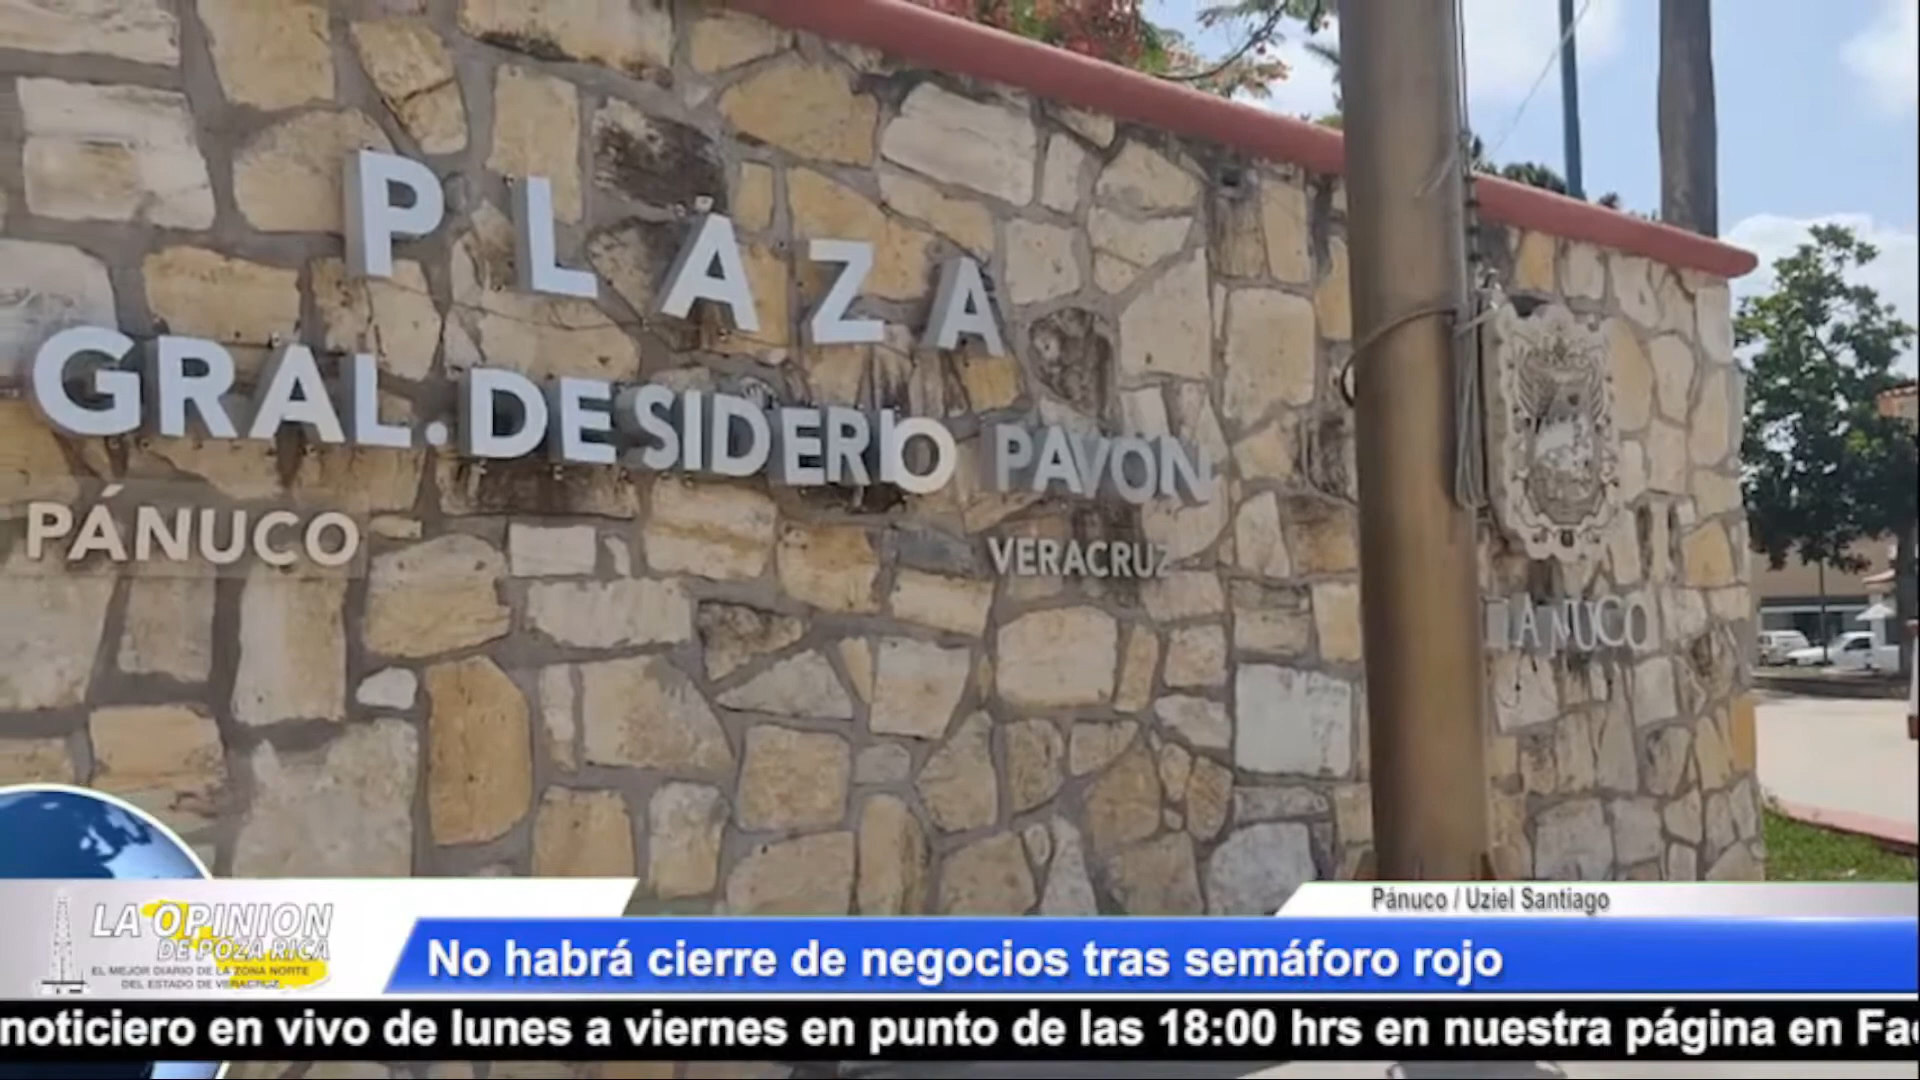 PLAZA
GRAL. DESIDERIO PAVON
PÁNUCO
VERACRUZ
Pánuco / Uziel Santiago
LA OPINION
DE POZA RICA
EL MEJOR DIARIO DE LA ZONA NORTE
DEL ESTADO DE VERACRUZ
No habrá cierre de negocios tras semáforo rojo
noticiero en vivo de lunes a viernes en punto de las 18:00 hrs en nuestra página en Fac